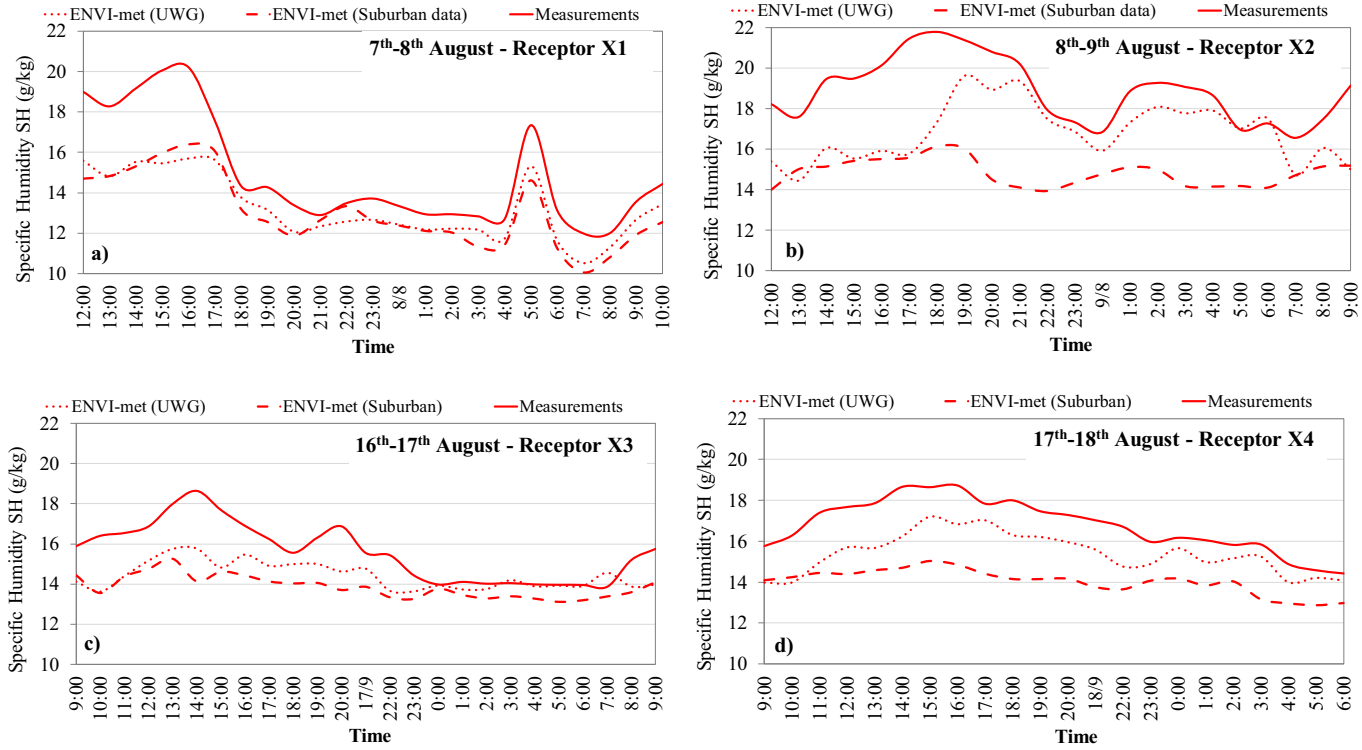 ENVI-met (UWG) ENVI-met (Suburban data) Measurements
7th-8th August - Receptor X1
Specific Humidity SH (g/kg)
22
20
18
16
14
12
10
a)
12:00 13:00 14:00 15:00 16:00 17:00 18:00 19:00 20:00 21:00 22:00 23:00 8/8 1:00 2:00 3:00 4:00 5:00 6:00 7:00 8:00 9:00 10:00
Time
ENVI-met (UWG) ENVI-met (Suburban data) Measurements
8th-9th August - Receptor X2
Specific Humidity SH (g/kg)
22
20
18
16
14
12
10
b)
12:00 13:00 14:00 15:00 16:00 17:00 18:00 19:00 20:00 21:00 22:00 23:00 9/8 1:00 2:00 3:00 4:00 5:00 6:00 7:00 8:00 9:00
Time
ENVI-met (UWG) ENVI-met (Suburban) Measurements
16th-17th August - Receptor X3
Specific Humidity SH (g/kg)
22
20
18
16
14
12
10
c)
9:00 10:00 11:00 12:00 13:00 14:00 15:00 16:00 17:00 18:00 19:00 20:00 17/9 22:00 23:00 0:00 1:00 2:00 3:00 4:00 5:00 6:00 7:00 8:00 9:00
Time
ENVI-met (UWG) ENVI-met (Suburban) Measurements
17th-18th August - Receptor X4
Specific Humidity SH (g/kg)
22
20
18
16
14
12
10
d)
9:00 10:00 11:00 12:00 13:00 14:00 15:00 16:00 17:00 18:00 19:00 20:00 18/9 22:00 23:00 0:00 1:00 2:00 3:00 4:00 5:00 6:00
Time